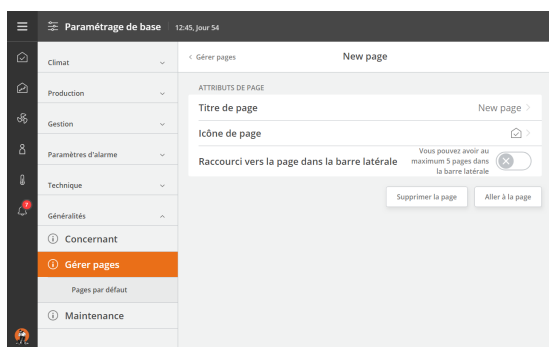 Paramétrage de base 12:45, Jour 54
Climat
Production
Gestion
Paramètres d'alarme
Technique
7
Généralités
Concernant
Gérer pages
Pages par défaut
Maintenance
< Gérer pages New page
ATTRIBUTS DE PAGE
Titre de page New page >
Icône de page >
Raccourci vers la page dans la barre latérale
Vous pouvez avoir au
maximum 5 pages dans
la barre latérale
Supprimer la page Aller à la page